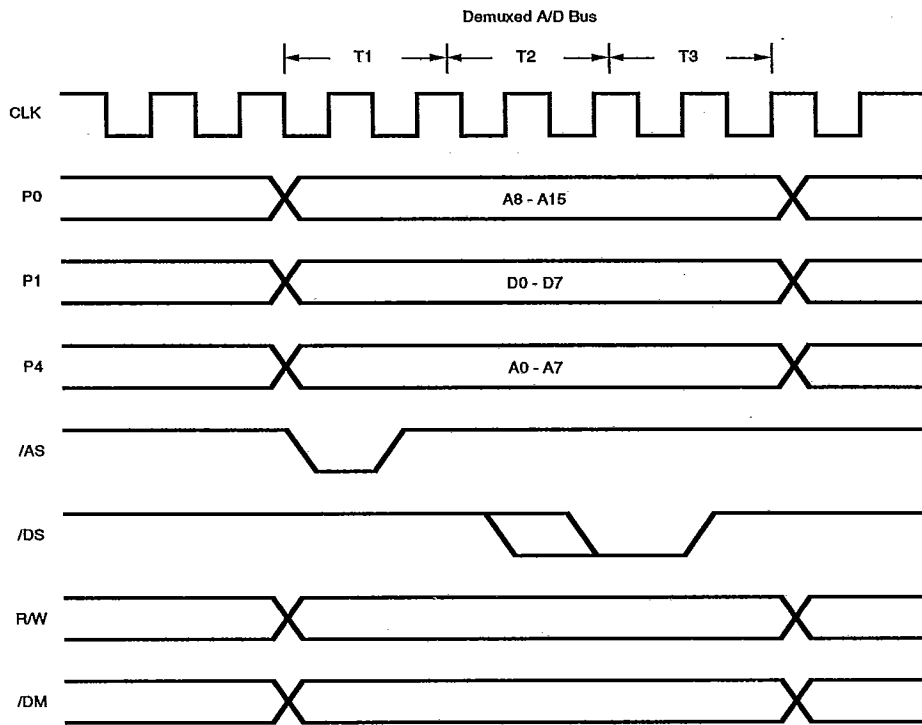 Demuxed A/D Bus
T1 T2 T3
CLK
P0 A8 - A15
P1 D0 - D7
P4 A0 - A7
/AS
/DS
R/W
/DM